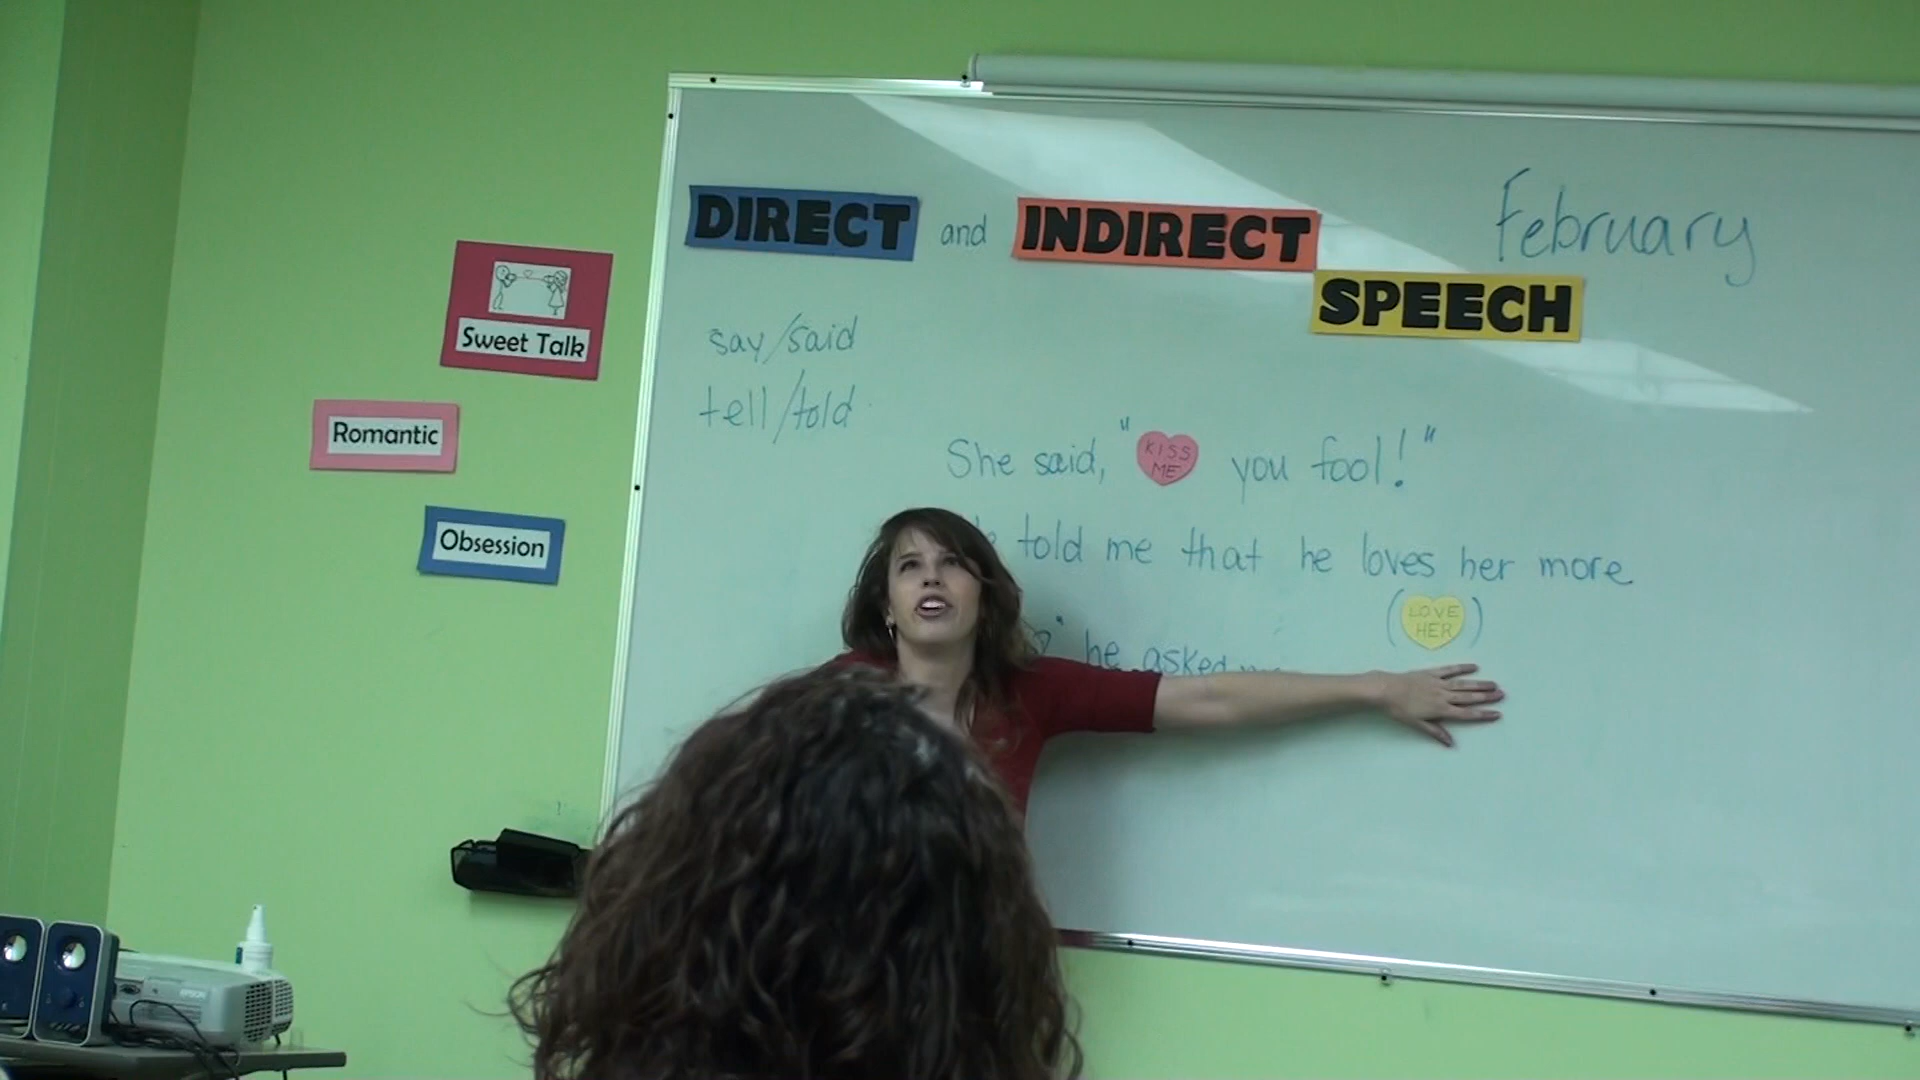 DIRECT and INDIRECT
SPEECH
February
say/said
tell/told
She said, "KISS ME you fool!"
told me that he loves her more
(LOVE HER)
" he asked
Sweet Talk
Romantic
Obsession
EPSON